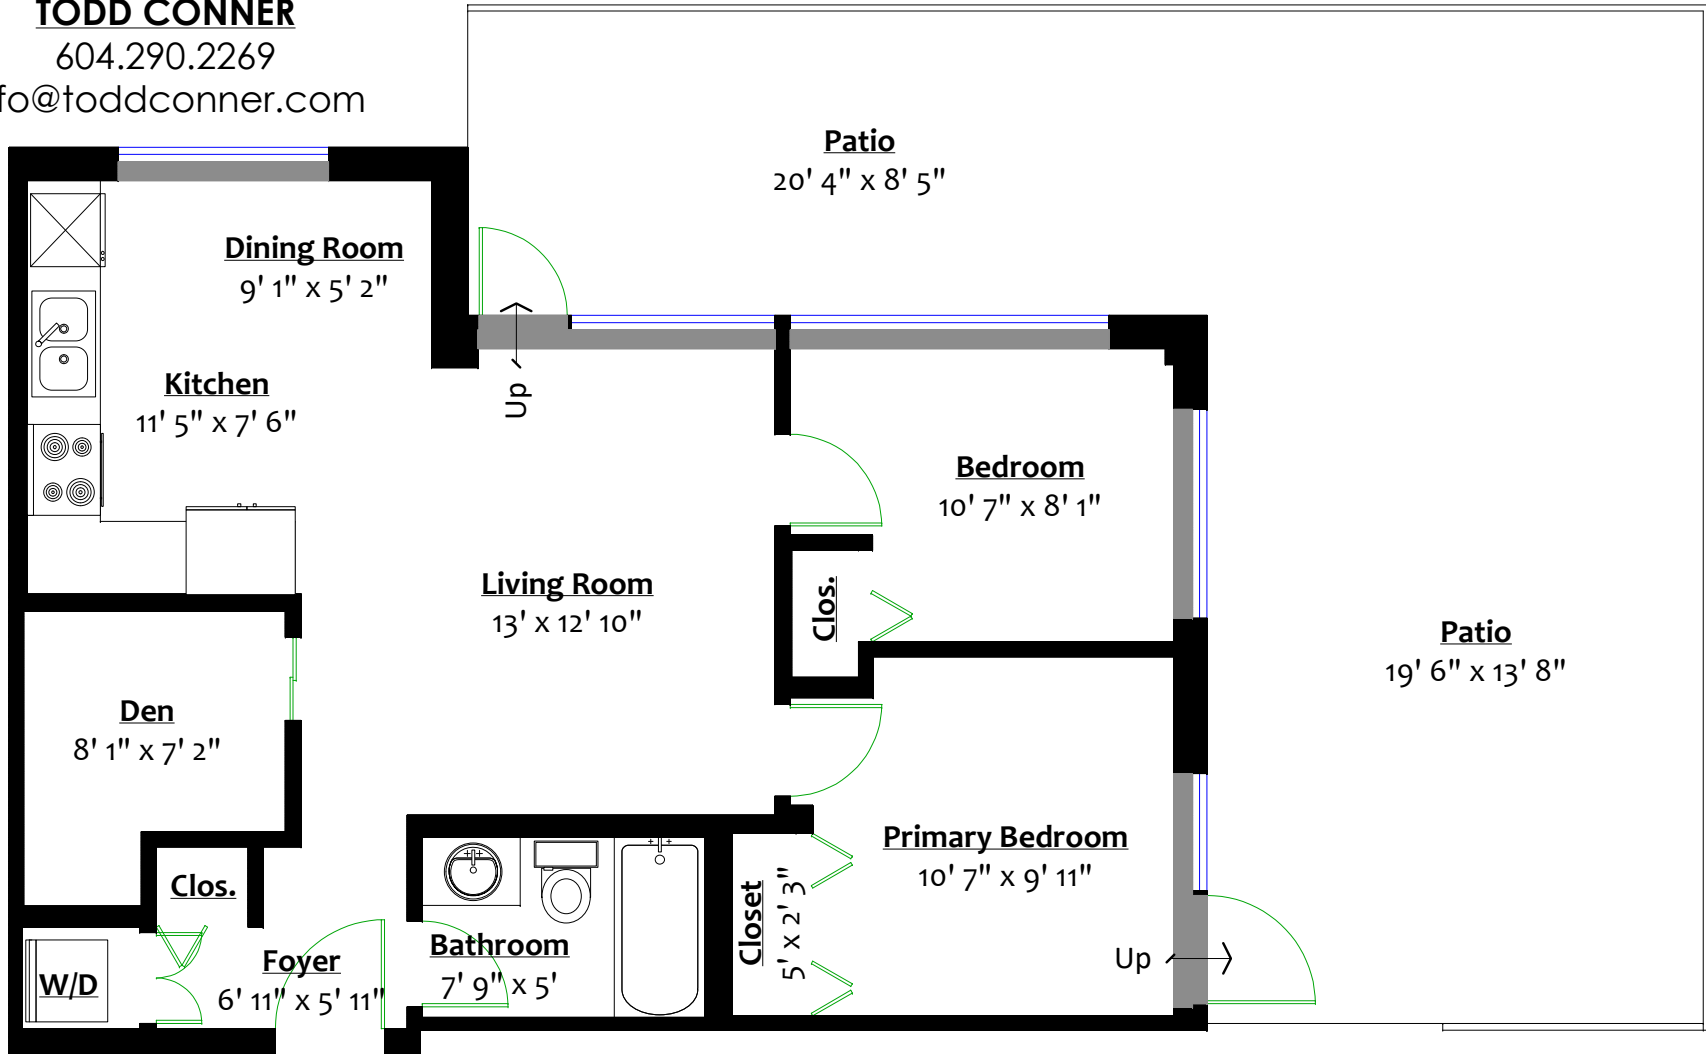 TODD CONNER
604.290.2269
fo@toddconner.com
Patio
20' 4" x 8' 5"
Dining Room
9' 1" x 5' 2"
Kitchen
11' 5" x 7' 6"
Up
Bedroom
10' 7" x 8' 1"
Living Room
13' x 12' 10"
Clos.
Patio
19' 6" x 13' 8"
Den
8' 1" x 7' 2"
Primary Bedroom
10' 7" x 9' 11"
Clos.
Closet
5' x 2' 3"
Bathroom
7' 9" x 5'
Foyer
6' 11" x 5' 11"
W/D
Up